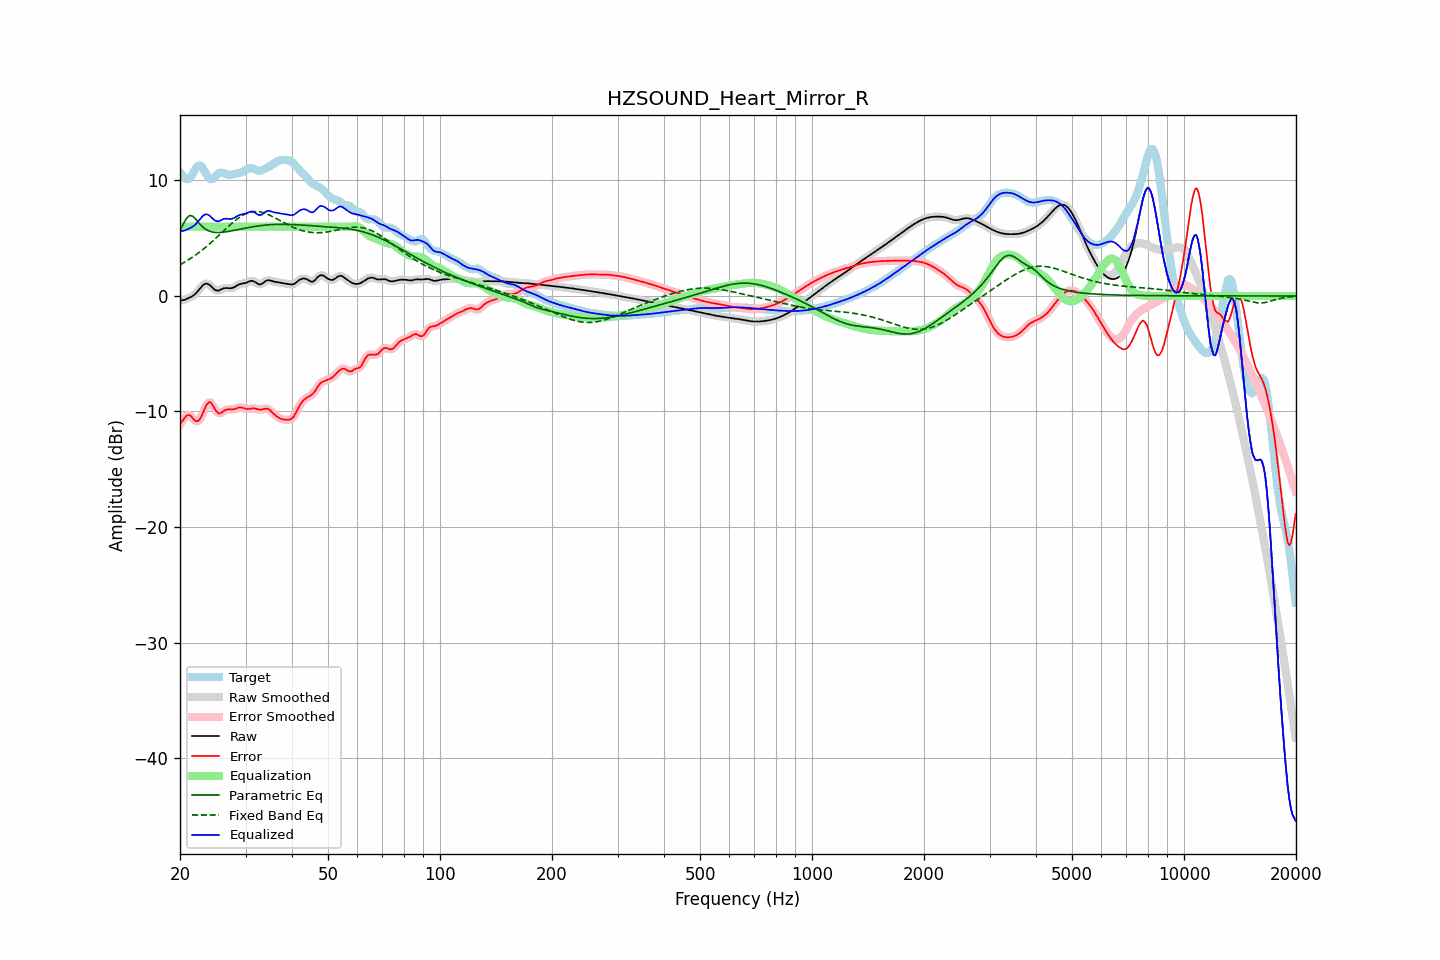 HZSOUND_Heart_Mirror_R
Amplitude (dBr)
10
0
−10
−20
−30
−40
Target
Raw Smoothed
Error Smoothed
Raw
Error
Equalization
Parametric Eq
Fixed Band Eq
Equalized
20 50 100 200 500 1000 2000 5000 10000 20000
Frequency (Hz)